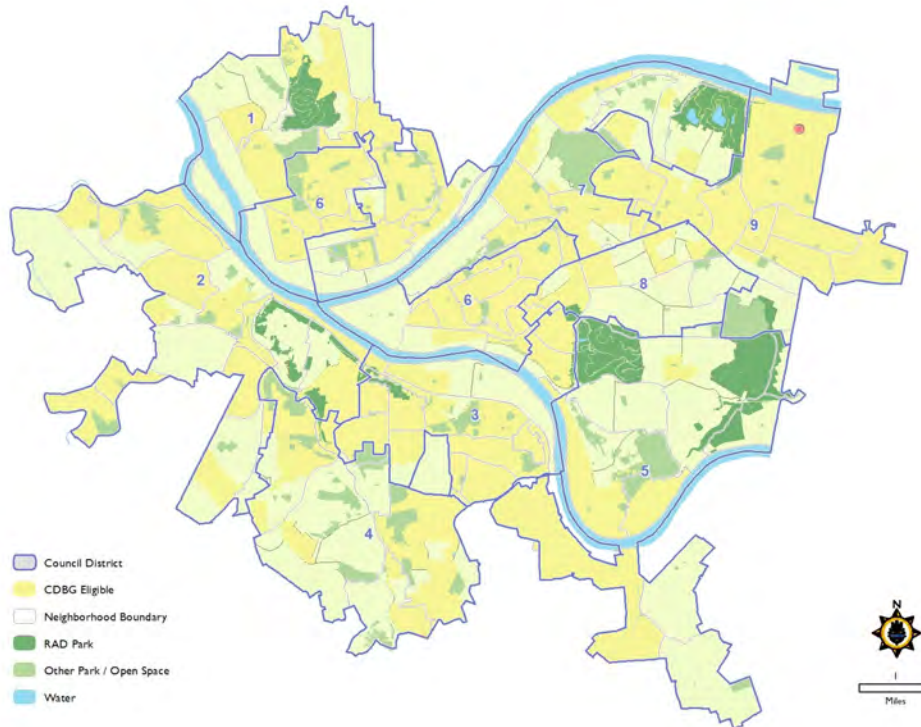 1
6
7
9
2
8
6
3
5
4
Council District
CDBG Eligible
Neighborhood Boundary
RAD Park
Other Park / Open Space
Water
N
1
Miles